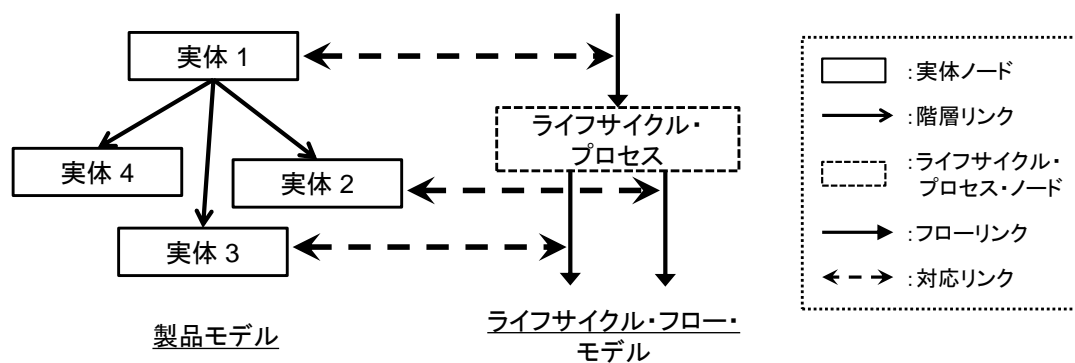 実体 1
実体 4
実体 2
実体 3
製品モデル
ライフサイクル・
プロセス
ライフサイクル・フロー・
モデル
:実体ノード
:階層リンク
:ライフサイクル・
プロセス・ノード
:フローリンク
:対応リンク